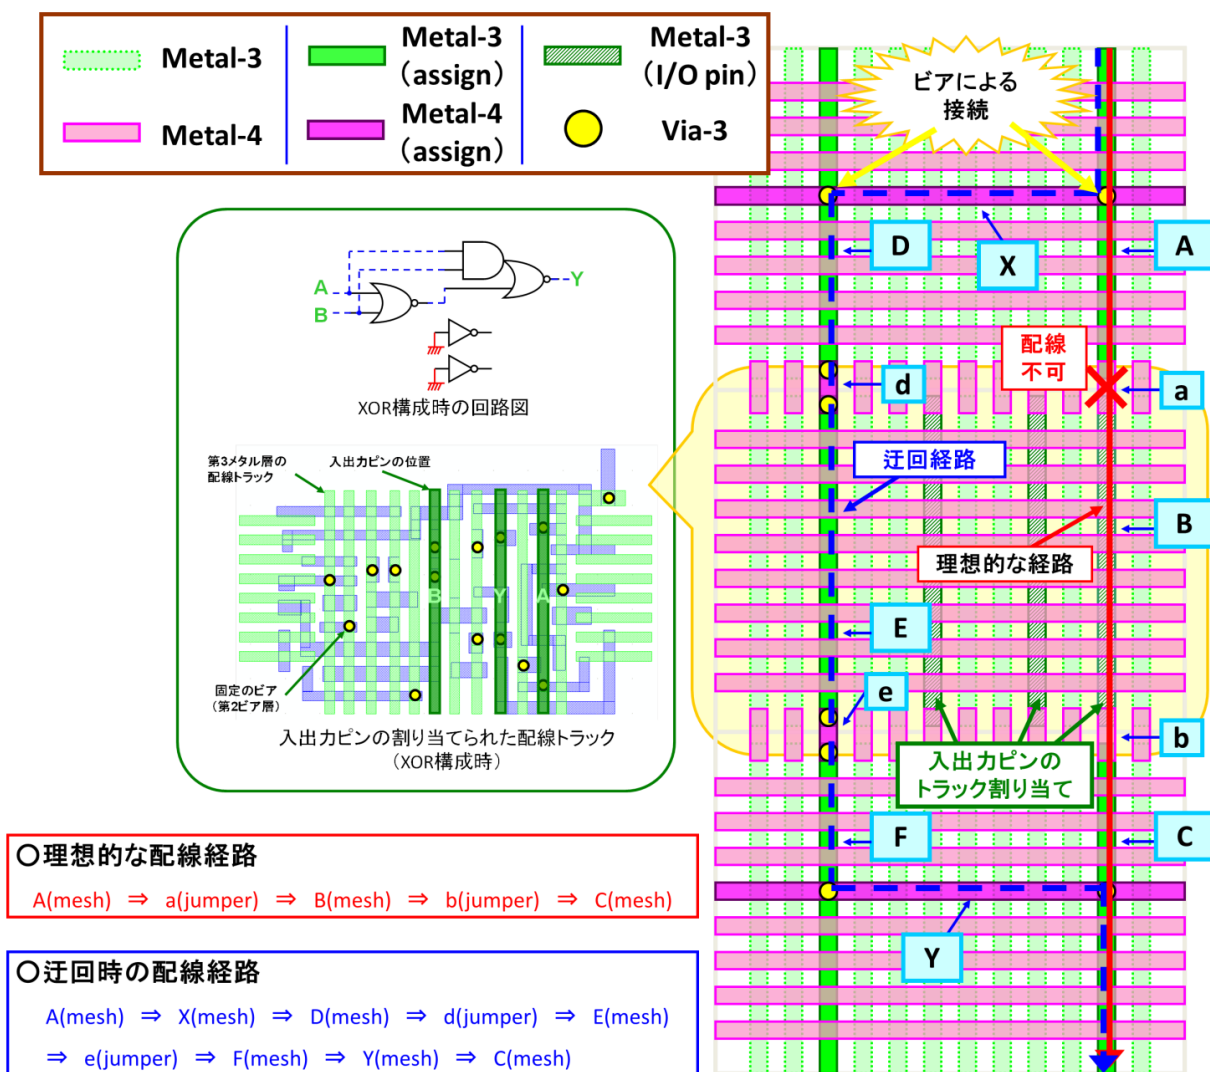 Metal-3
Metal-3
（assign）
Metal-3
（I/O pin）
Metal-4
Metal-4
（assign）
Via-3
ビアによる
接続
D
X
A
配線
不可
d
a
迂回経路
B
理想的な経路
E
e
b
入出力ピンの
トラック割り当て
F
C
Y
A
B
Y
XOR構成時の回路図
第3メタル層の
配線トラック
入出力ピンの位置
B
Y
A
固定のビア
（第2ビア層）
入出力ピンの割り当てられた配線トラック
（XOR構成時）
〇理想的な配線経路
A(mesh) ⇒ a(jumper) ⇒ B(mesh) ⇒ b(jumper) ⇒ C(mesh)
〇迂回時の配線経路
A(mesh) ⇒ X(mesh) ⇒ D(mesh) ⇒ d(jumper) ⇒ E(mesh)
⇒ e(jumper) ⇒ F(mesh) ⇒ Y(mesh) ⇒ C(mesh)